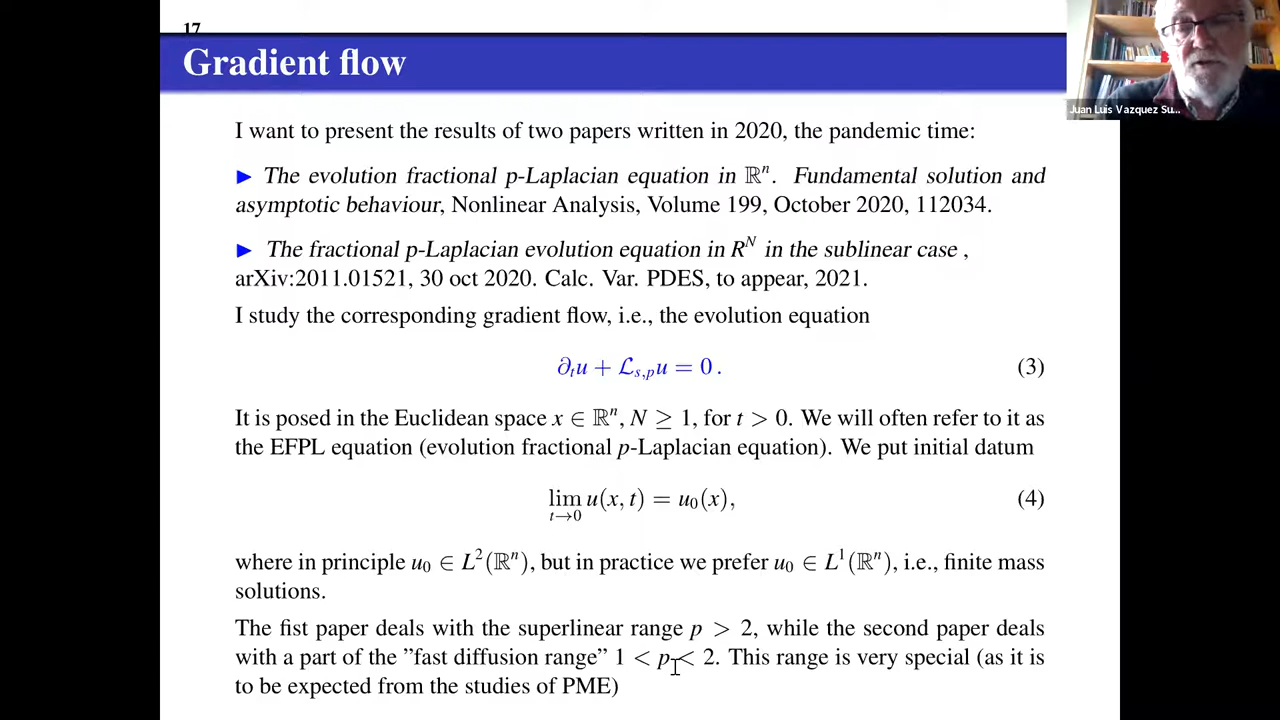 17
Gradient flow
Juan Luis Vazquez Su...
I want to present the results of two papers written in 2020, the pandemic time:
▶ The evolution fractional p-Laplacian equation in ℝⁿ. Fundamental solution and
asymptotic behaviour, Nonlinear Analysis, Volume 199, October 2020, 112034.
▶ The fractional p-Laplacian evolution equation in Rᴺ in the sublinear case ,
arXiv:2011.01521, 30 oct 2020. Calc. Var. PDES, to appear, 2021.
I study the corresponding gradient flow, i.e., the evolution equation
∂ₜu + ℒ_{s,p}u = 0 . (3)
It is posed in the Euclidean space x ∈ ℝⁿ, N ≥ 1, for t > 0. We will often refer to it as
the EFPL equation (evolution fractional p-Laplacian equation). We put initial datum
lim_{t→0} u(x, t) = u₀(x), (4)
where in principle u₀ ∈ L²(ℝⁿ), but in practice we prefer u₀ ∈ L¹(ℝⁿ), i.e., finite mass
solutions.
The fist paper deals with the superlinear range p > 2, while the second paper deals
with a part of the ”fast diffusion range” 1 < p < 2. This range is very special (as it is
to be expected from the studies of PME)